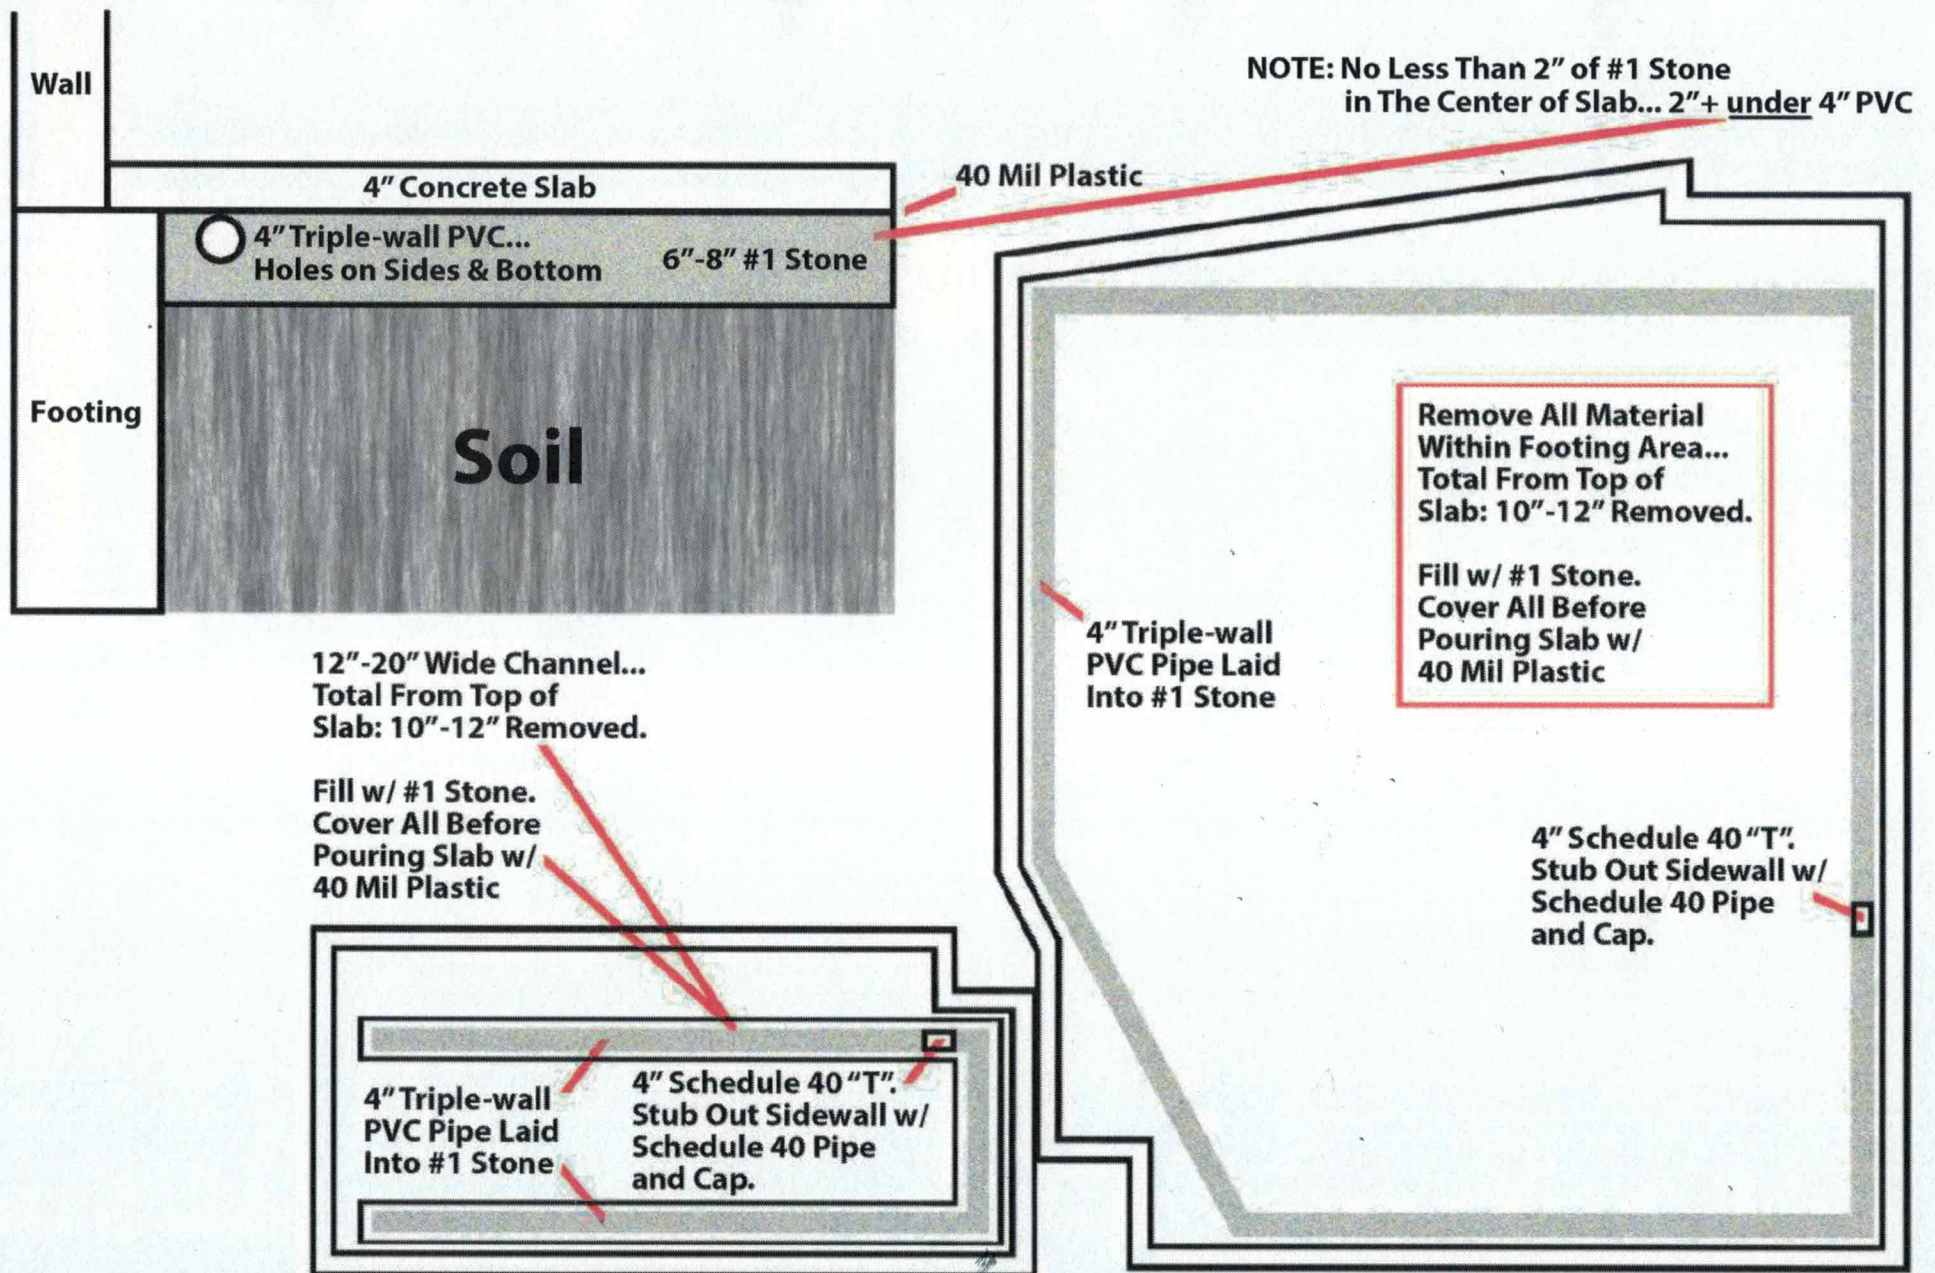 Wall
4" Concrete Slab
40 Mil Plastic
NOTE: No Less Than 2" of #1 Stone
in The Center of Slab... 2"+ under 4" PVC
4" Triple-wall PVC...
Holes on Sides & Bottom
6"-8" #1 Stone
Footing
Soil
Remove All Material
Within Footing Area...
Total From Top of
Slab: 10"-12" Removed.
Fill w/ #1 Stone.
Cover All Before
Pouring Slab w/
40 Mil Plastic
4" Triple-wall
PVC Pipe Laid
Into #1 Stone
12"-20" Wide Channel...
Total From Top of
Slab: 10"-12" Removed.
Fill w/ #1 Stone.
Cover All Before
Pouring Slab w/
40 Mil Plastic
4" Schedule 40 "T".
Stub Out Sidewall w/
Schedule 40 Pipe
and Cap.
4" Triple-wall
PVC Pipe Laid
Into #1 Stone
4" Schedule 40 "T".
Stub Out Sidewall w/
Schedule 40 Pipe
and Cap.